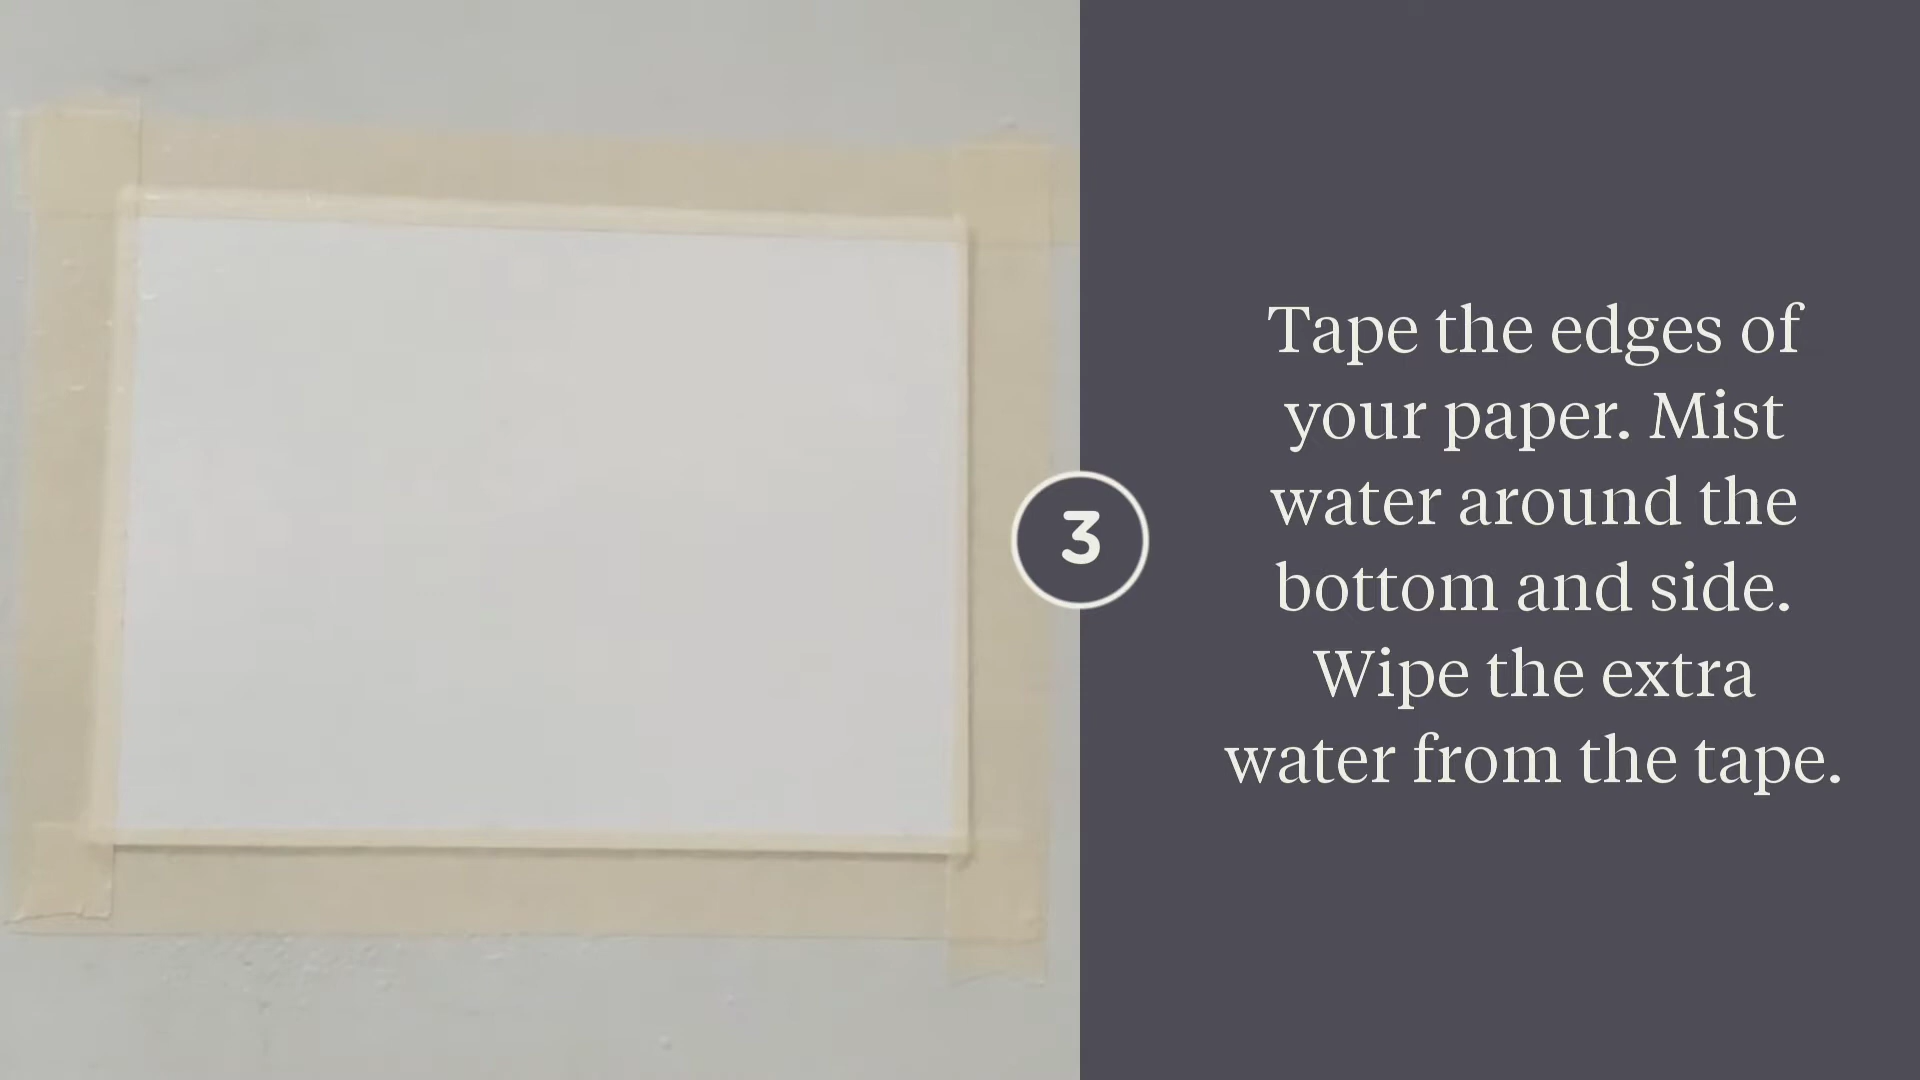 3
Tape the edges of
your paper. Mist
water around the
bottom and side.
Wipe the extra
water from the tape.